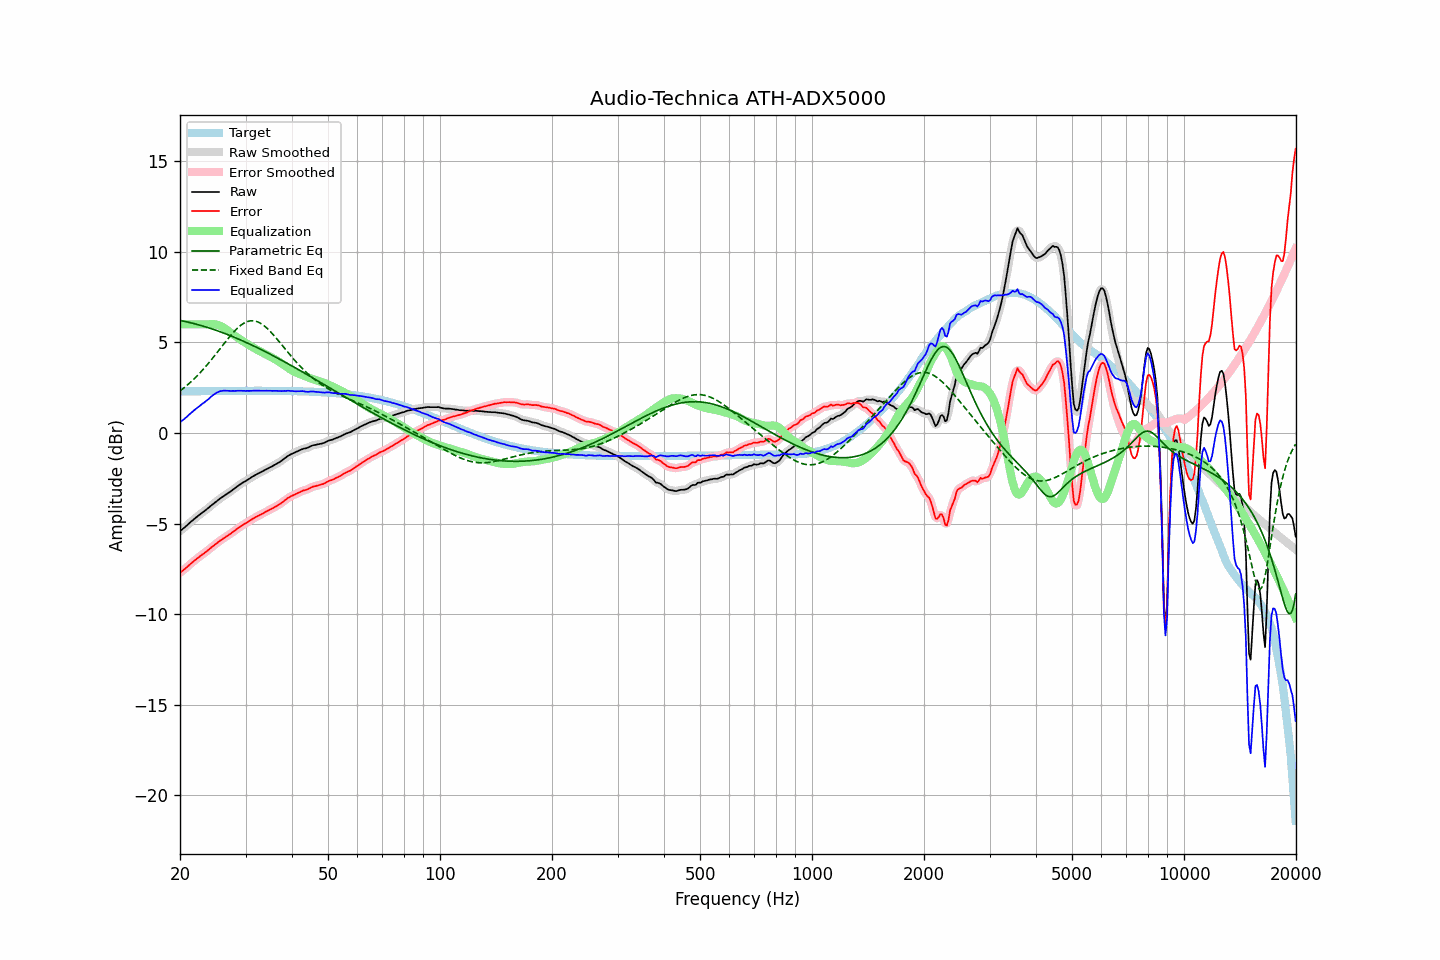 Audio-Technica ATH-ADX5000
Target
Raw Smoothed
Error Smoothed
Raw
Error
Equalization
Parametric Eq
Fixed Band Eq
Equalized
15
10
5
0
−5
−10
−15
−20
Amplitude (dBr)
20 50 100 200 500 1000 2000 5000 10000 20000
Frequency (Hz)